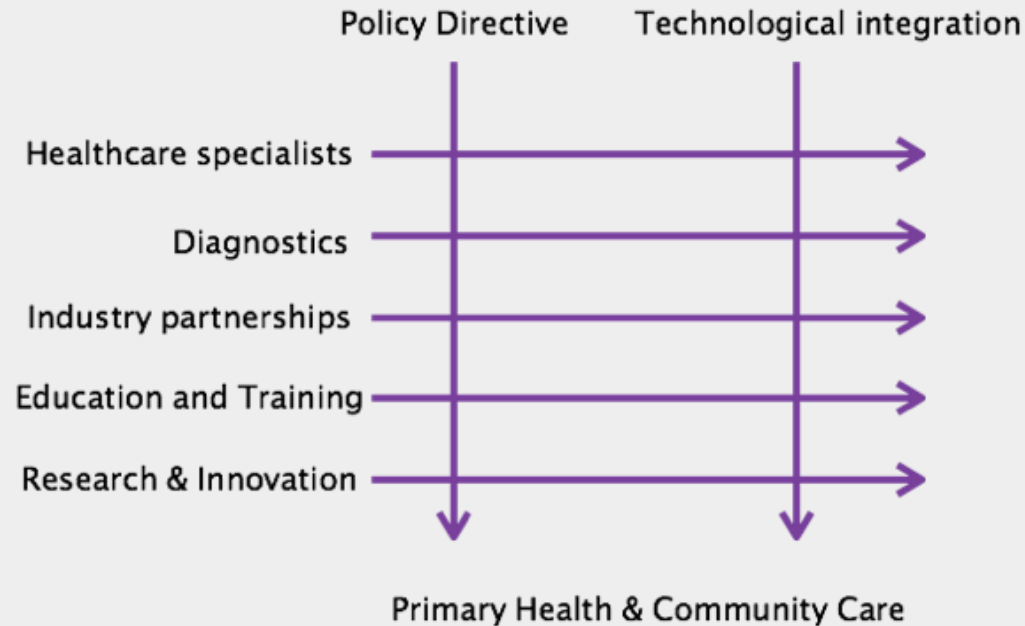 Policy Directive
Technological integration
Healthcare specialists
Diagnostics
Industry partnerships
Education and Training
Research & Innovation
Primary Health & Community Care